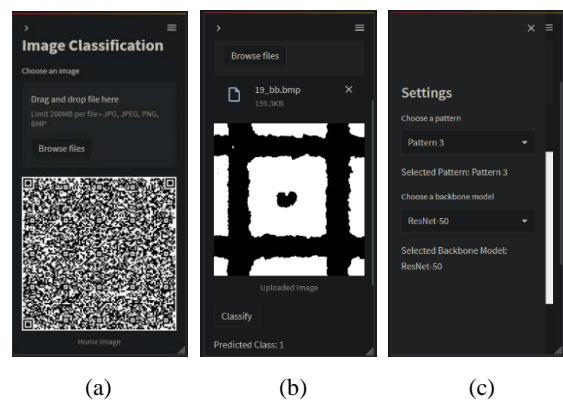 Image Classification
Choose an image
Drag and drop file here
Limit 200MB per file • JPG, JPEG, PNG,
BMP
Browse files
Home Image
(a)
Browse files
19_bb.bmp
159.3KB
Uploaded Image
Classify
Predicted Class: 1
(b)
Settings
Choose a pattern
Pattern 3
Selected Pattern: Pattern 3
Choose a backbone model
ResNet-50
Selected Backbone Model:
ResNet-50
(c)